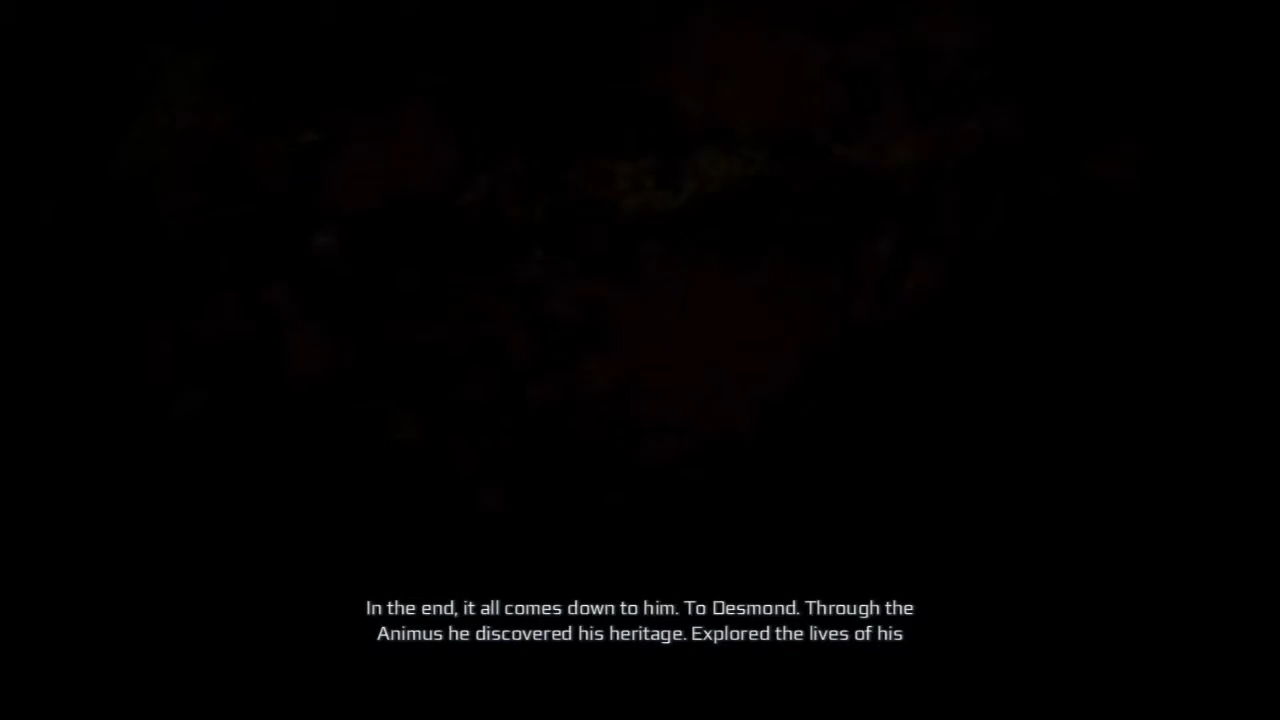 In the end, it all comes down to him. To Desmond. Through the
Animus he discovered his heritage. Explored the lives of his